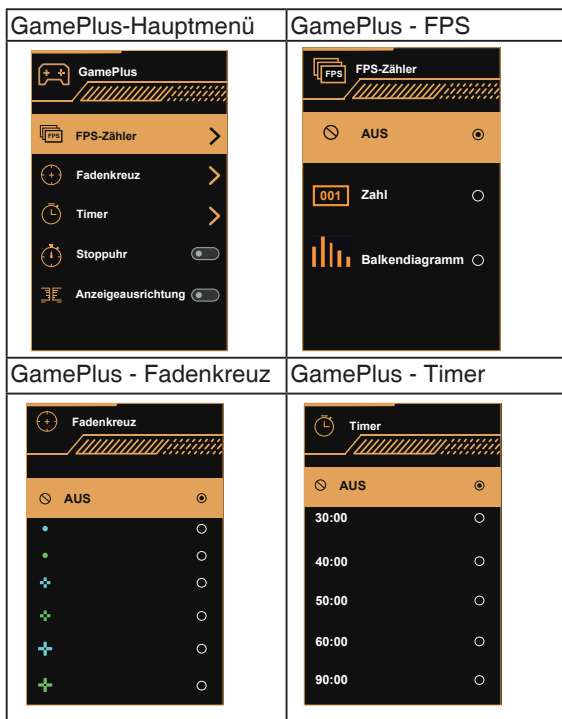 GamePlus-Hauptmenü
GamePlus
FPS
FPS-Zähler
Fadenkreuz
Timer
Stoppuhr
Anzeigeausrichtung
GamePlus - FPS
FPS
FPS-Zähler
AUS
001
Zahl
Balkendiagramm
GamePlus - Fadenkreuz
Fadenkreuz
AUS
GamePlus - Timer
Timer
AUS
30:00
40:00
50:00
60:00
90:00